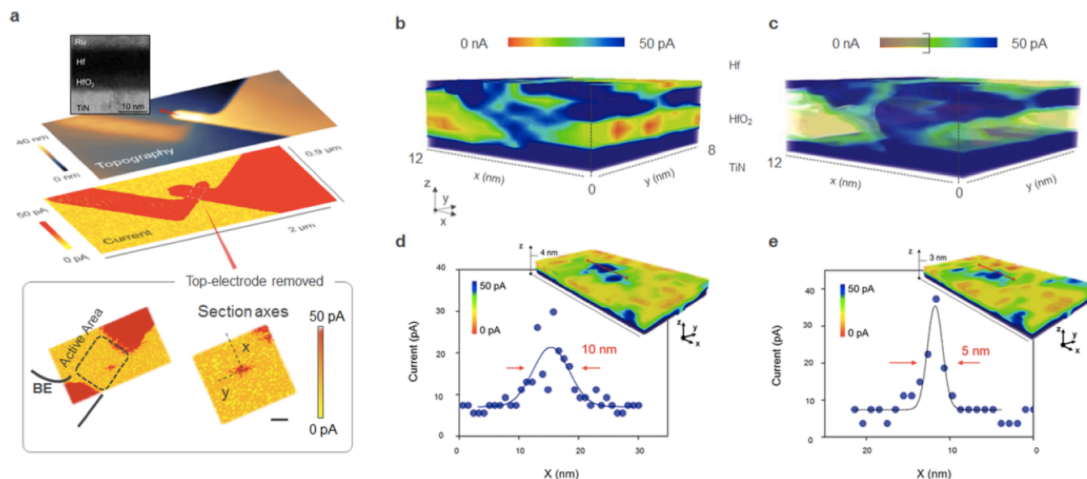 a
Ru
Hf
HfO2
TiN
10 nm
40 nm
0 nm
Topography
50 pA
0 pA
Current
0.9 µm
2 µm
Top-electrode removed
Active Area
BE
Section axes
x
y
50 pA
0 pA
b
0 nA
50 pA
Hf
HfO2
TiN
12
x (nm)
0
y (nm)
8
z
y
x
c
0 nA
50 pA
12
x (nm)
0
y (nm)
d
z
4 nm
50 pA
0 pA
z
y
x
Current (pA)
40
30
20
10
0
10 nm
0
10
20
30
X (nm)
e
z
3 nm
50 pA
0 pA
z
y
x
Current (pA)
40
30
20
10
0
5 nm
20
10
0
X (nm)